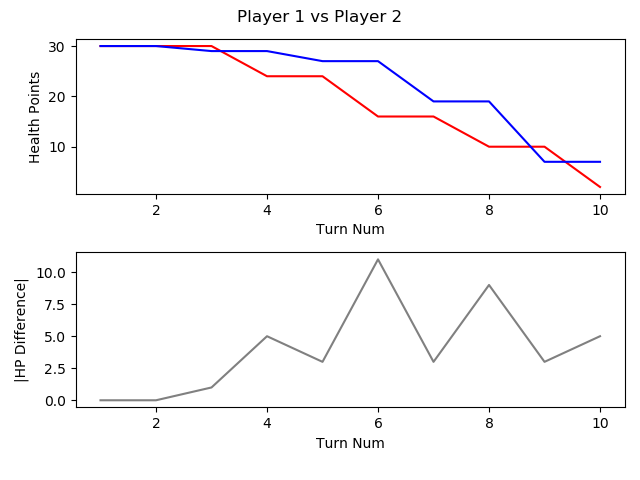 Player 1 vs Player 2
30
20
10
Health Points
2 4 6 8 10
Turn Num
10.0
7.5
5.0
2.5
0.0
|HP Difference|
2 4 6 8 10
Turn Num